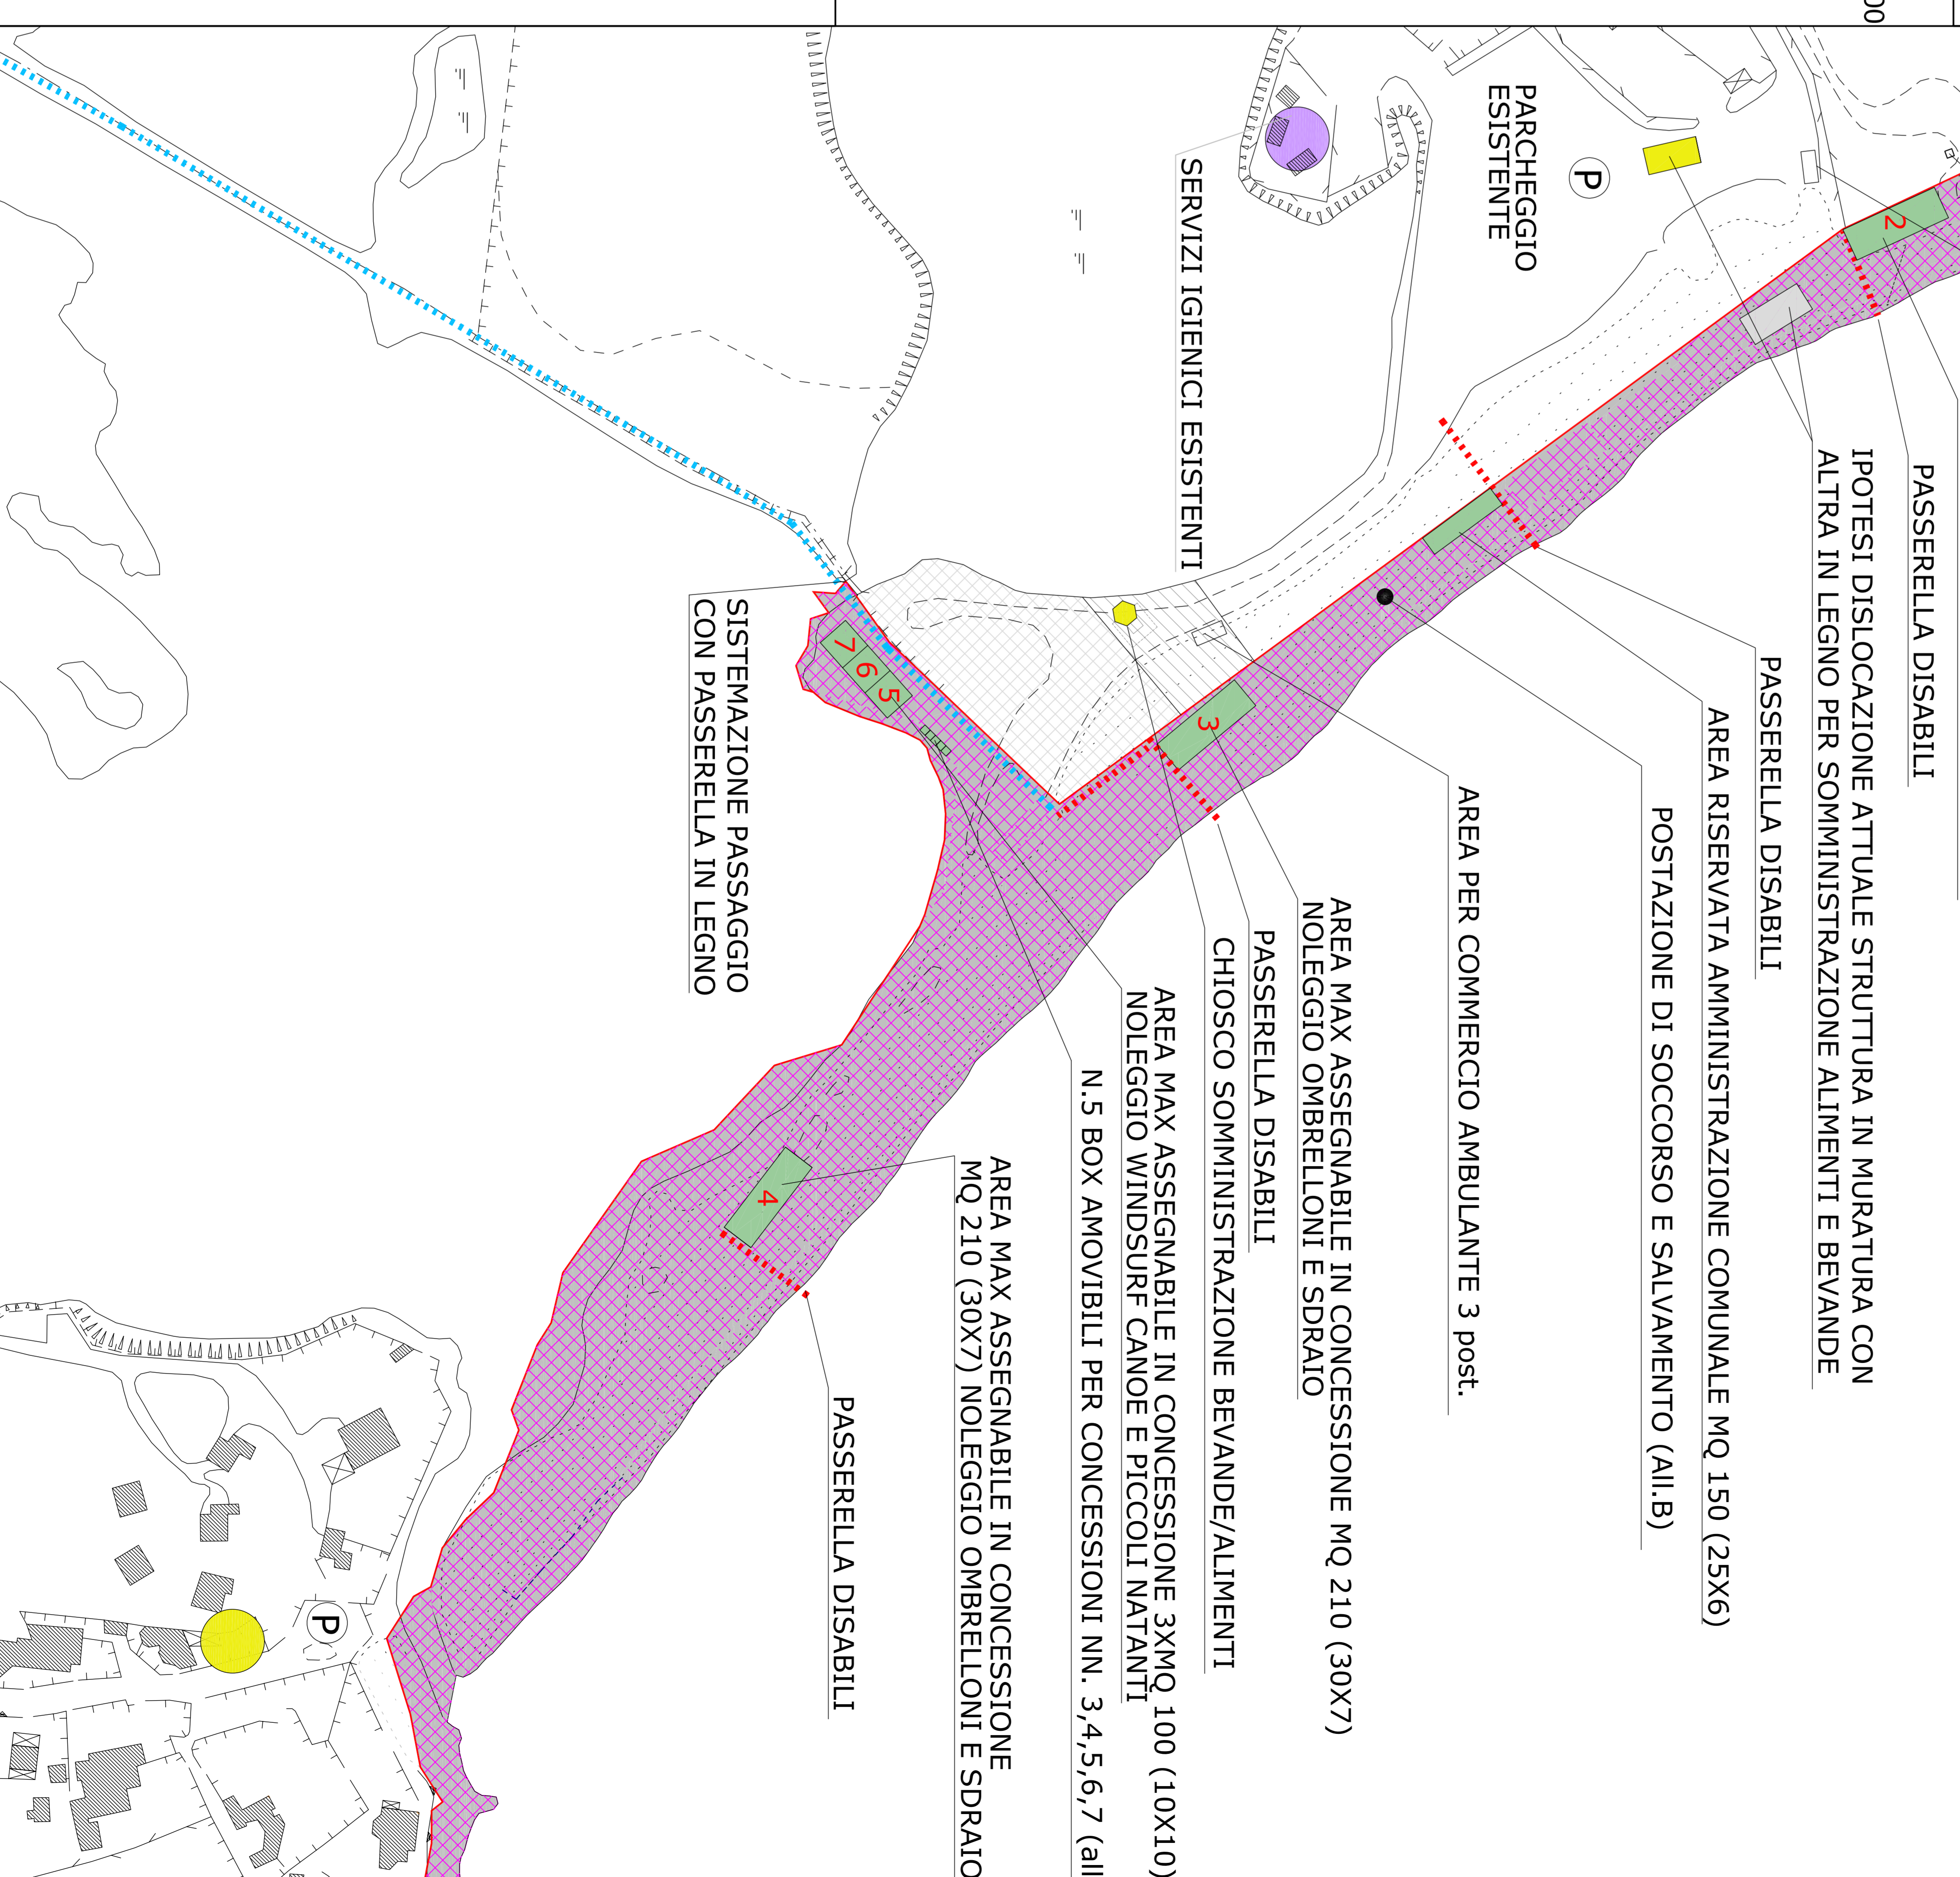 00
PARCHEGGIO
ESISTENTE
P
SERVIZI IGIENICI ESISTENTI
2
PASSERELLA DISABILI
IPOTESI DISLOCAZIONE ATTUALE STRUTTURA IN MURATURA CON
ALTRA IN LEGNO PER SOMMINISTRAZIONE ALIMENTI E BEVANDE
PASSERELLA DISABILI
AREA RISERVATA AMMINISTRAZIONE COMUNALE MQ 150 (25X6)
POSTAZIONE DI SOCCORSO E SALVAMENTO (All.B)
AREA PER COMMERCIO AMBULANTE 3 post.
3
AREA MAX ASSEGNABILE IN CONCESSIONE MQ 210 (30X7)
NOLEGGIO OMBRELLONI E SDRAIO
PASSERELLA DISABILI
CHIOSCO SOMMINISTRAZIONE BEVANDE/ALIMENTI
AREA MAX ASSEGNABILE IN CONCESSIONE 3XMQ 100 (10X10)
NOLEGGIO WINDSURF CANOE E PICCOLI NATANTI
N.5 BOX AMOVIBILI PER CONCESSIONI NN. 3,4,5,6,7 (all
7
6
5
SISTEMAZIONE PASSAGGIO
CON PASSERELLA IN LEGNO
AREA MAX ASSEGNABILE IN CONCESSIONE
MQ 210 (30X7) NOLEGGIO OMBRELLONI E SDRAIO
4
PASSERELLA DISABILI
P